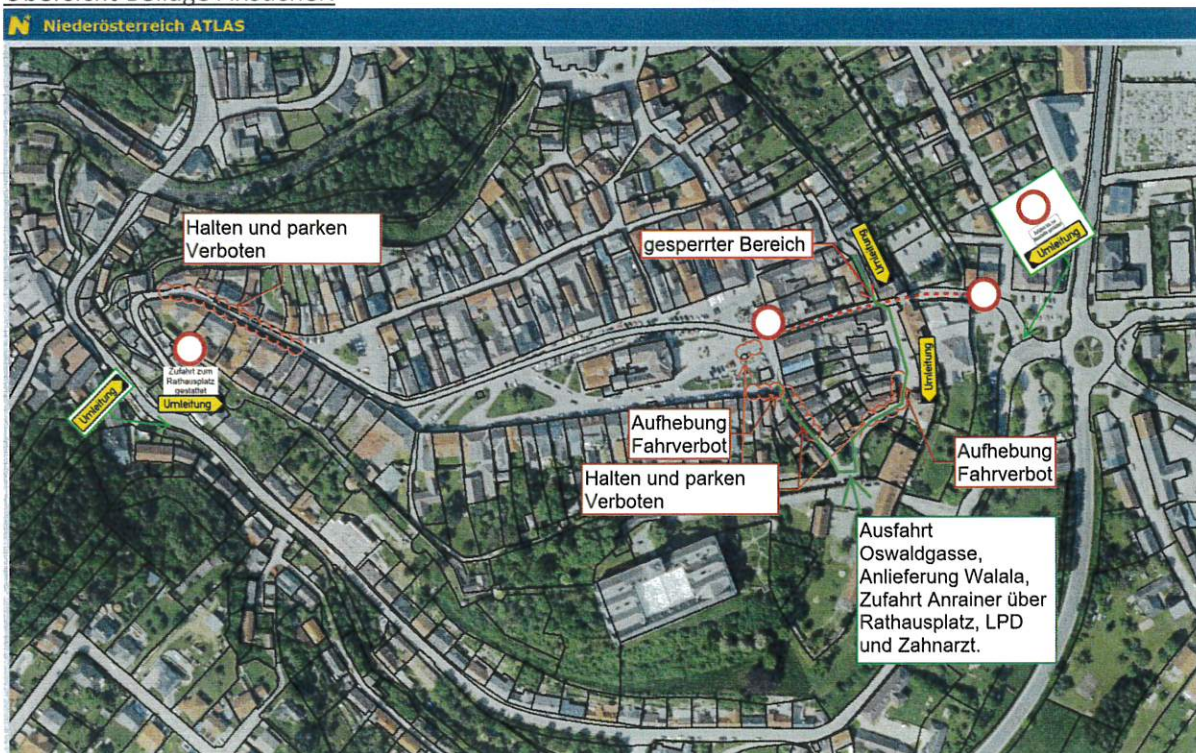 Niederösterreich ATLAS
Halten und parken
Verboten
gesperrter Bereich
Umleitung
Umleitung
Zufahrt zum
Rathausplatz
gestattet
Umleitung
Umleitung
Umleitung
Aufhebung
Fahrverbot
Halten und parken
Verboten
Aufhebung
Fahrverbot
Ausfahrt
Oswaldgasse,
Anlieferung Walala,
Zufahrt Anrainer über
Rathausplatz, LPD
und Zahnarzt.